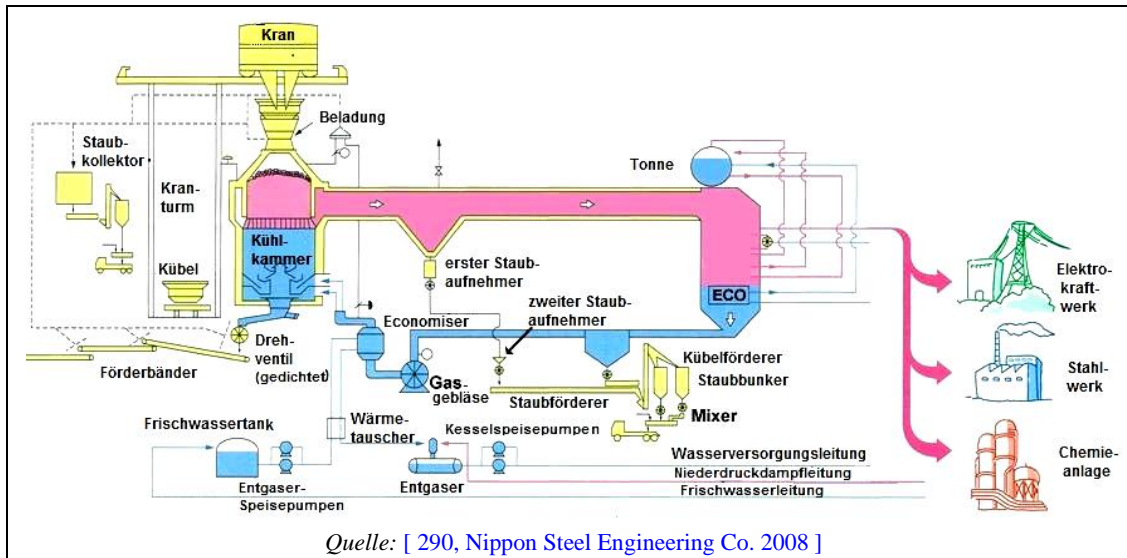 Kran
Beladung
Staub-
kollektor
Kran-
turm
Kübel
Kühl-
kammer
Tonne
erster Staub-
aufnehmer
zweiter Staub-
aufnehmer
ECO
Economiser
Dreh-
ventil
(gedichtet)
Förderbänder
Gas-
gebläse
Staubförderer
Kübelförderer
Staubbunker
Mixer
Elektro-
kraft-
werk
Stahl-
werk
Chemie-
anlage
Frischwassertank
Wärme-
tauscher
Kesselspeisepumpen
Entgaser-
Speisepumpen
Entgaser
Wasserversorgungsleitung
Niederdruckdampfleitung
Frischwasserleitung
Quelle: [ 290, Nippon Steel Engineering Co. 2008 ]